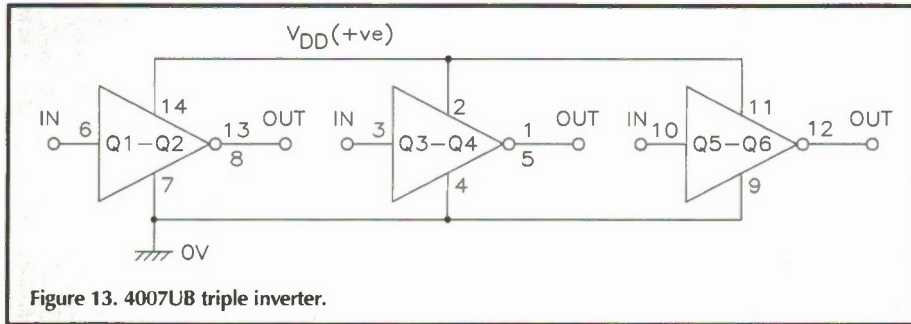 V_DD(+ve)
14
2
11
IN
6
Q1–Q2
13
OUT
8
7
IN
3
Q3–Q4
1
OUT
5
4
IN
10
Q5–Q6
12
OUT
9
0V
Figure 13. 4007UB triple inverter.